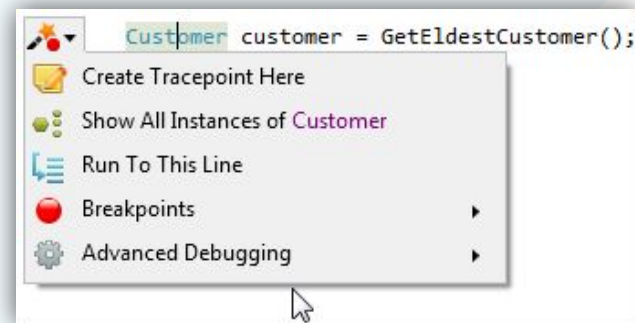 Customer customer = GetEldestCustomer();
Create Tracepoint Here
Show All Instances of Customer
Run To This Line
Breakpoints
Advanced Debugging